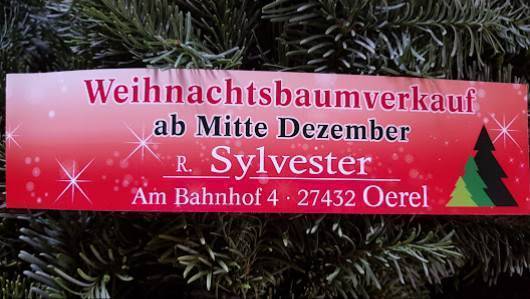 Weihnachtsbaumverkauf
ab Mitte Dezember
R. Sylvester
Am Bahnhof 4 · 27432 Oerel